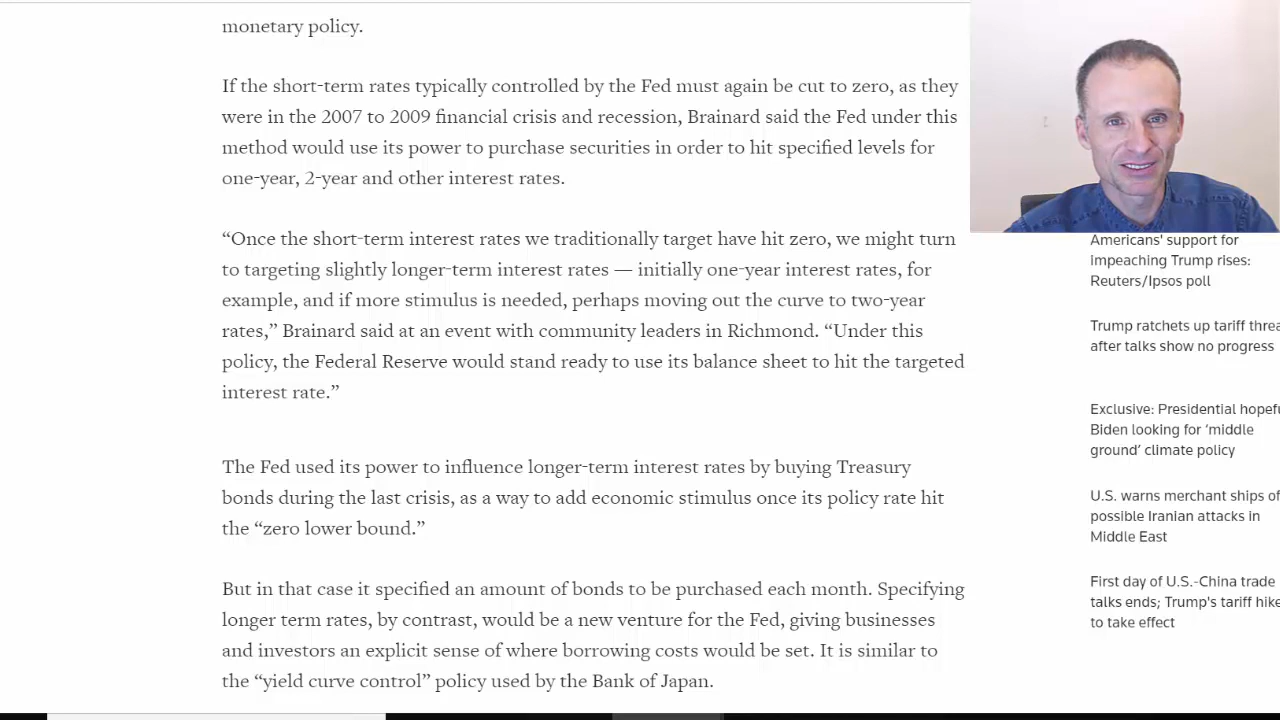 monetary policy.
If the short-term rates typically controlled by the Fed must again be cut to zero, as they
were in the 2007 to 2009 financial crisis and recession, Brainard said the Fed under this
method would use its power to purchase securities in order to hit specified levels for
one-year, 2-year and other interest rates.
“Once the short-term interest rates we traditionally target have hit zero, we might turn
to targeting slightly longer-term interest rates — initially one-year interest rates, for
example, and if more stimulus is needed, perhaps moving out the curve to two-year
rates,” Brainard said at an event with community leaders in Richmond. “Under this
policy, the Federal Reserve would stand ready to use its balance sheet to hit the targeted
interest rate.”
The Fed used its power to influence longer-term interest rates by buying Treasury
bonds during the last crisis, as a way to add economic stimulus once its policy rate hit
the “zero lower bound.”
But in that case it specified an amount of bonds to be purchased each month. Specifying
longer term rates, by contrast, would be a new venture for the Fed, giving businesses
and investors an explicit sense of where borrowing costs would be set. It is similar to
the “yield curve control” policy used by the Bank of Japan.
Americans' support for
impeaching Trump rises:
Reuters/Ipsos poll
Trump ratchets up tariff threa
after talks show no progress
Exclusive: Presidential hopefu
Biden looking for ‘middle
ground’ climate policy
U.S. warns merchant ships of
possible Iranian attacks in
Middle East
First day of U.S.-China trade
talks ends; Trump's tariff hike
to take effect